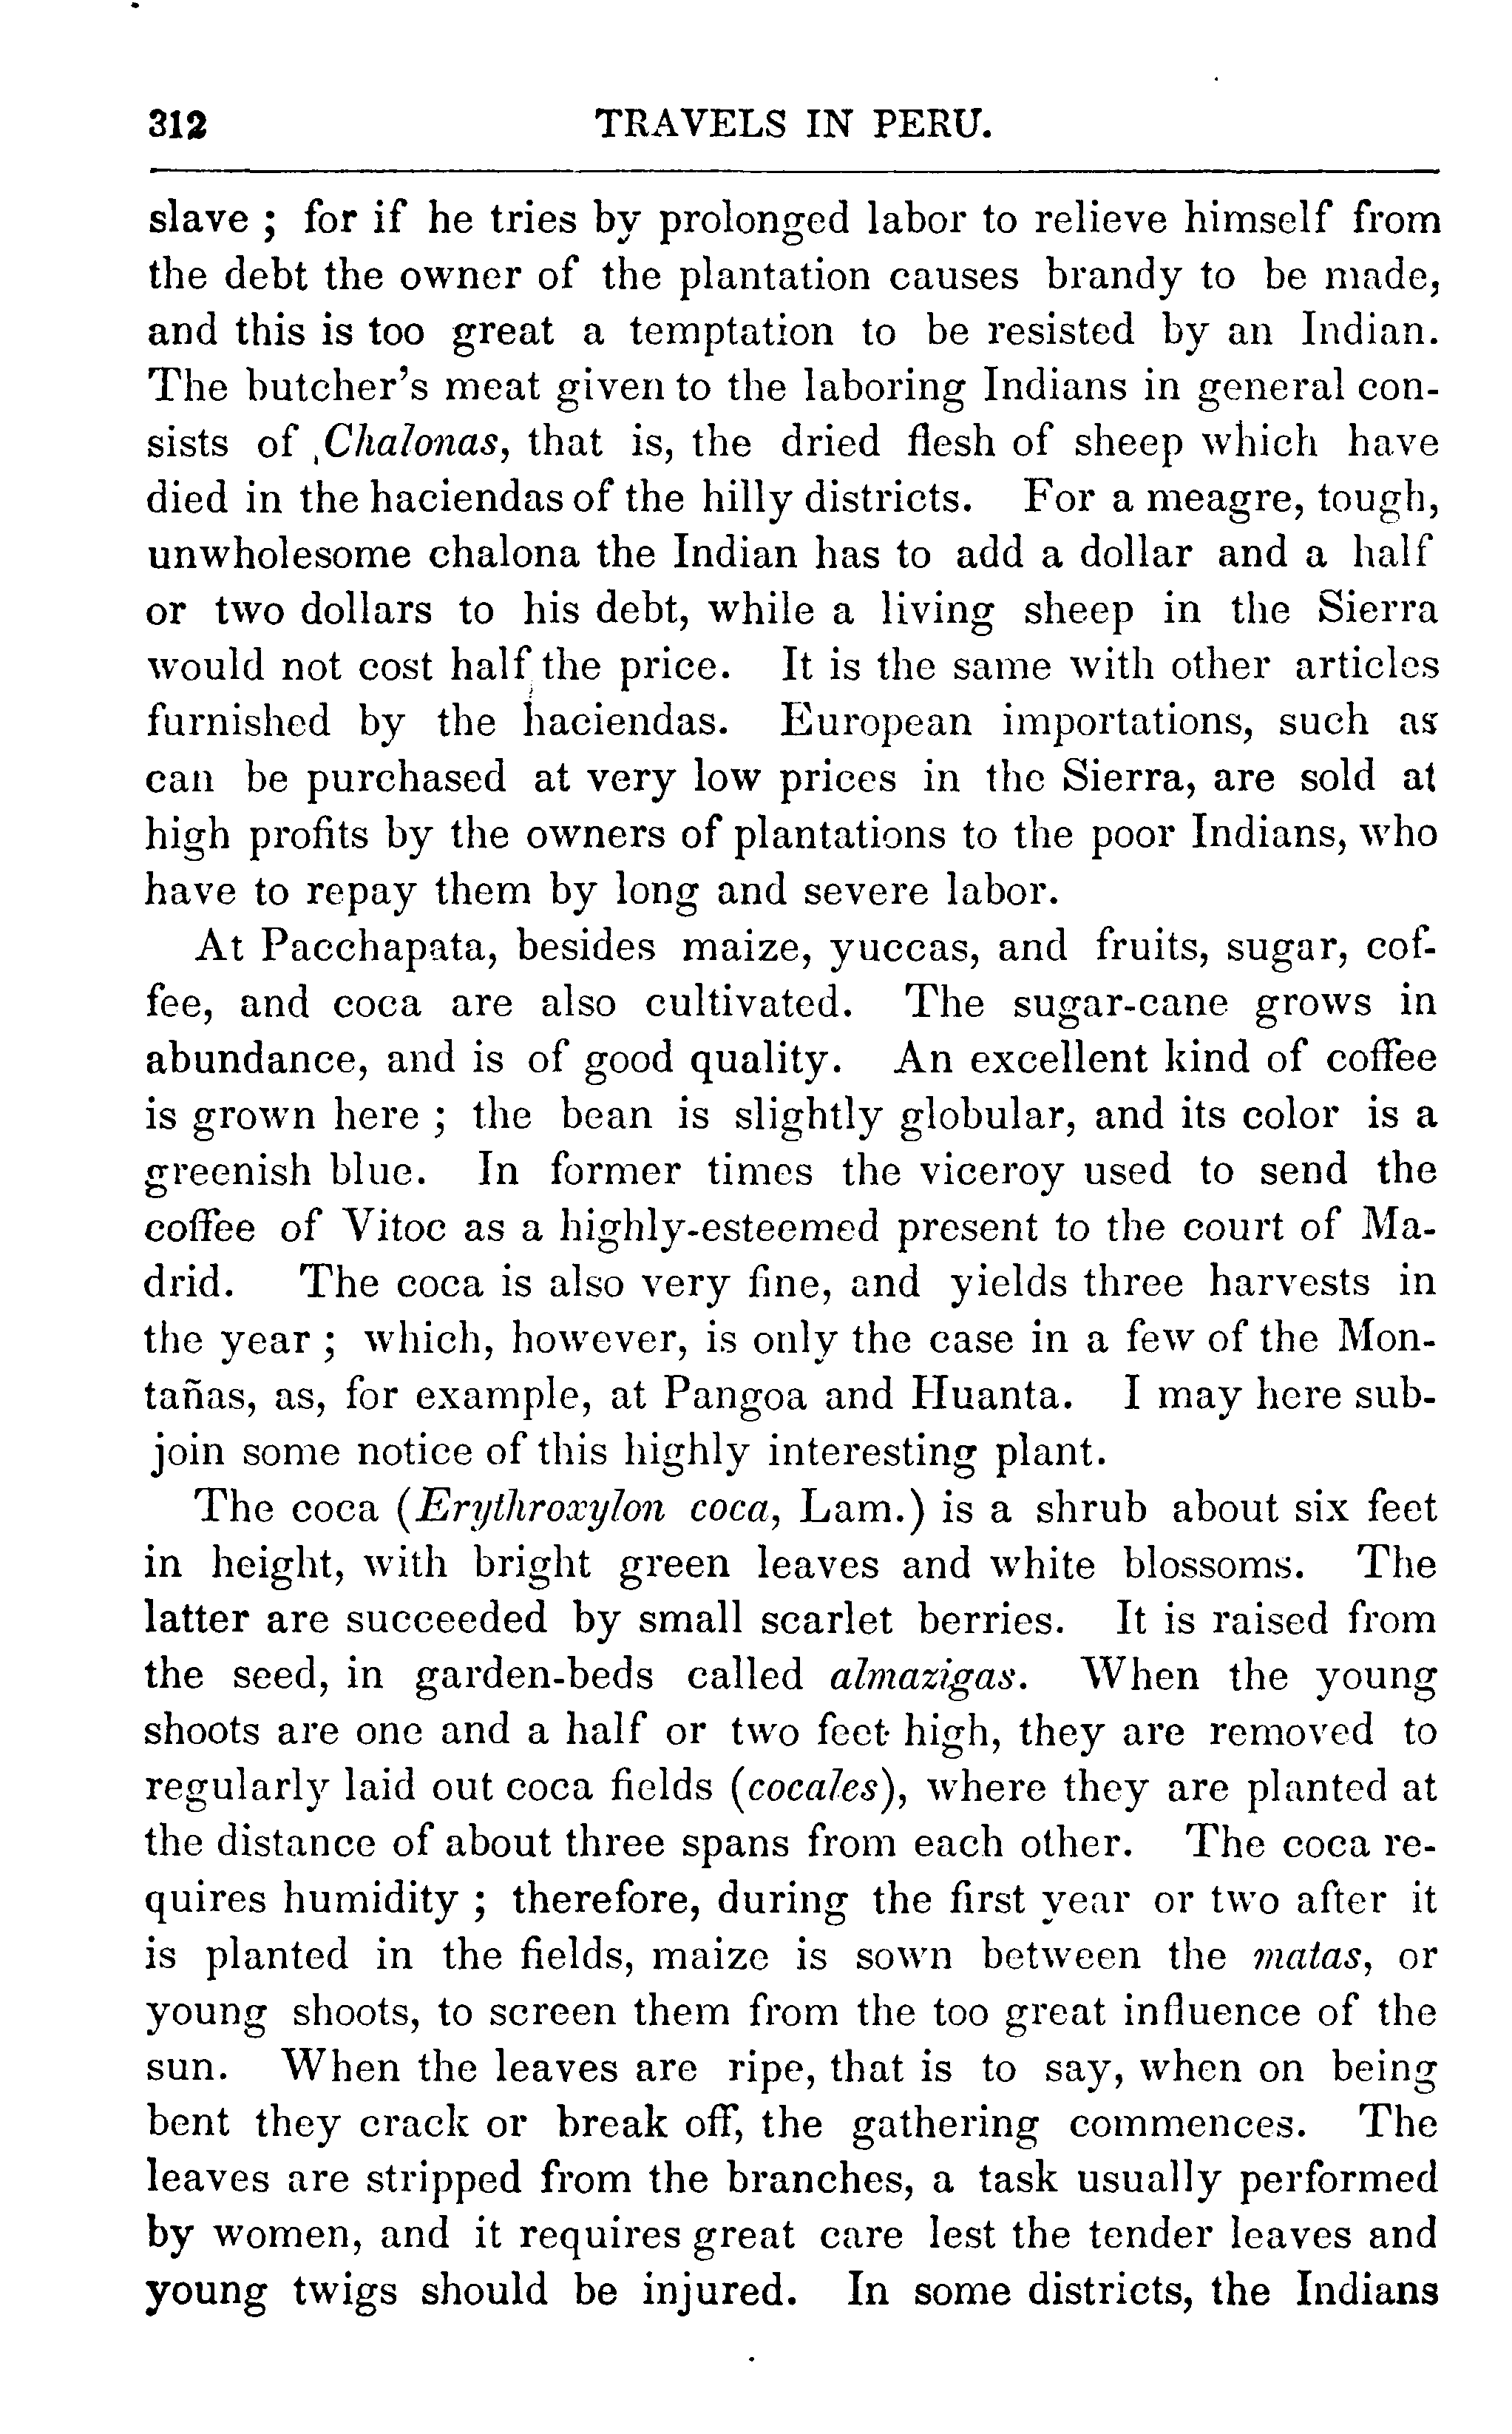 312 TRAVELS IN PERU.
slave ; for if he tries by prolonged labor to relieve himself from
the debt the owner of the plantation causes brandy to be made,
and this is too great a temptation to be resisted by an Indian.
The butcher's meat given to the laboring Indians in general con-
sists of Chalonas, that is, the dried flesh of sheep which have
died in the haciendas of the hilly districts. For a meagre, tough,
unwholesome chalona the Indian has to add a dollar and a half
or two dollars to his debt, while a living sheep in the Sierra
would not cost half the price. It is the same with other articles
furnished by the haciendas. European importations, such as
can be purchased at very low prices in the Sierra, are sold at
high profits by the owners of plantations to the poor Indians, who
have to repay them by long and severe labor.
At Pacchapata, besides maize, yuccas, and fruits, sugar, cof-
fee, and coca are also cultivated. The sugar-cane grows in
abundance, and is of good quality. An excellent kind of coffee
is grown here ; the bean is slightly globular, and its color is a
greenish blue. In former times the viceroy used to send the
coffee of Vitoc as a highly-esteemed present to the court of Ma-
drid. The coca is also very fine, and yields three harvests in
the year ; which, however, is only the case in a few of the Mon-
tañas, as, for example, at Pangoa and Huanta. I may here sub-
join some notice of this highly interesting plant.
The coca (Erythroxylon coca, Lam.) is a shrub about six feet
in height, with bright green leaves and white blossoms. The
latter are succeeded by small scarlet berries. It is raised from
the seed, in garden-beds called almazigas. When the young
shoots are one and a half or two feet high, they are removed to
regularly laid out coca fields (cocales), where they are planted at
the distance of about three spans from each other. The coca re-
quires humidity ; therefore, during the first year or two after it
is planted in the fields, maize is sown between the matas, or
young shoots, to screen them from the too great influence of the
sun. When the leaves are ripe, that is to say, when on being
bent they crack or break off, the gathering commences. The
leaves are stripped from the branches, a task usually performed
by women, and it requires great care lest the tender leaves and
young twigs should be injured. In some districts, the Indians